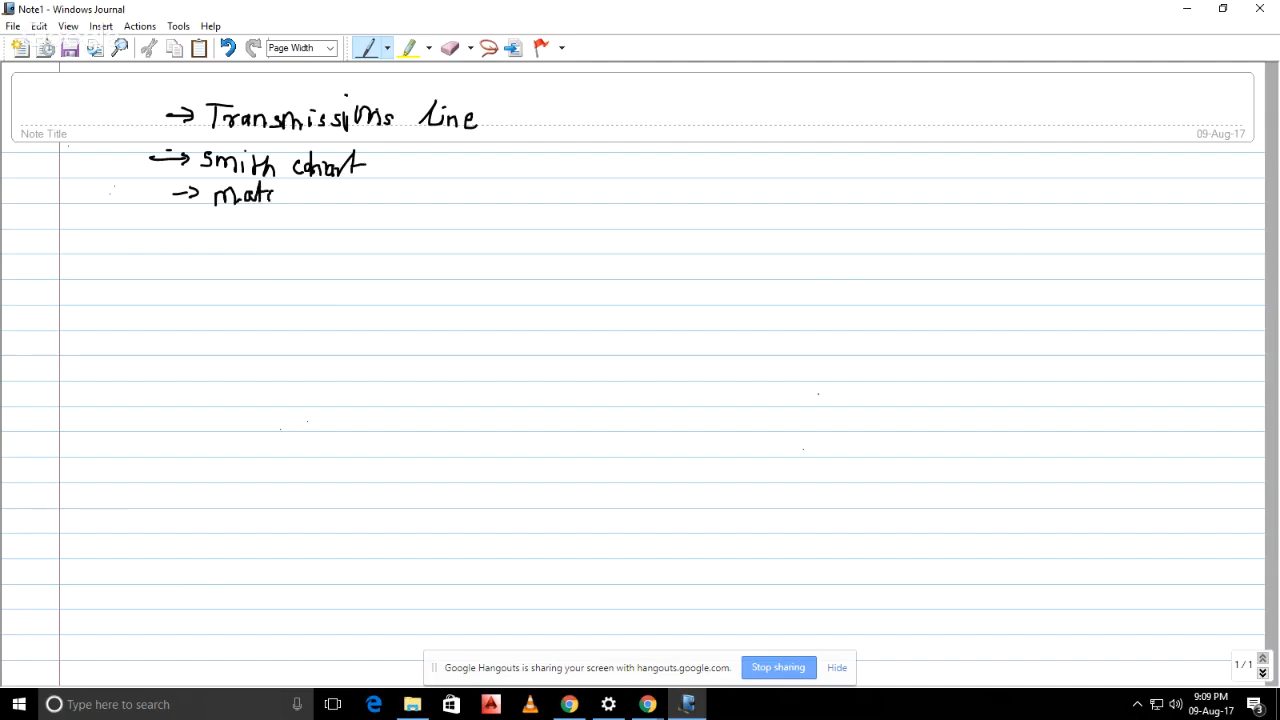 Note1 - Windows Journal
File Edit View Insert Actions Tools Help
Page Width
→ Transmissions line
Note Title
09-Aug-17
→ smith chart
→ mat
Google Hangouts is sharing your screen with hangouts.google.com.
Stop sharing
Hide
1 / 1
Type here to search
9:09 PM
09-Aug-17
3